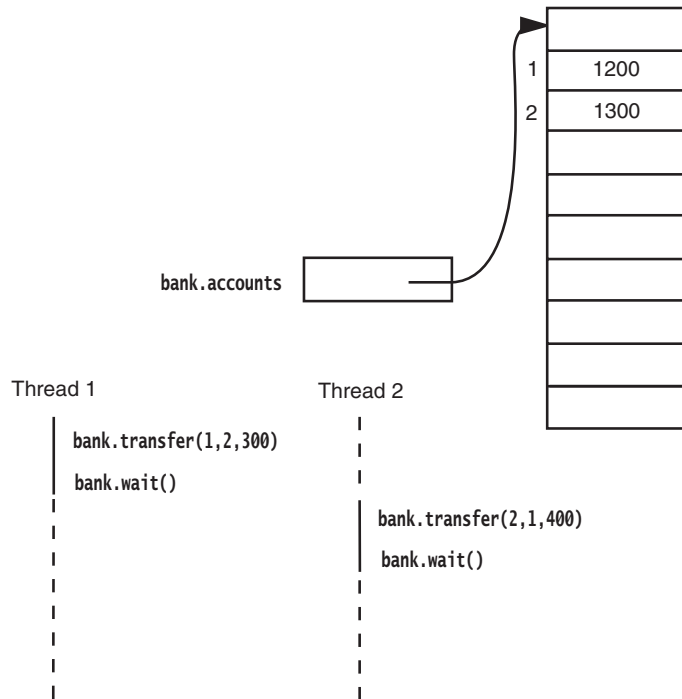 1 1200
2 1300
bank.accounts
Thread 1 Thread 2
bank.transfer(1,2,300)
bank.wait()
bank.transfer(2,1,400)
bank.wait()